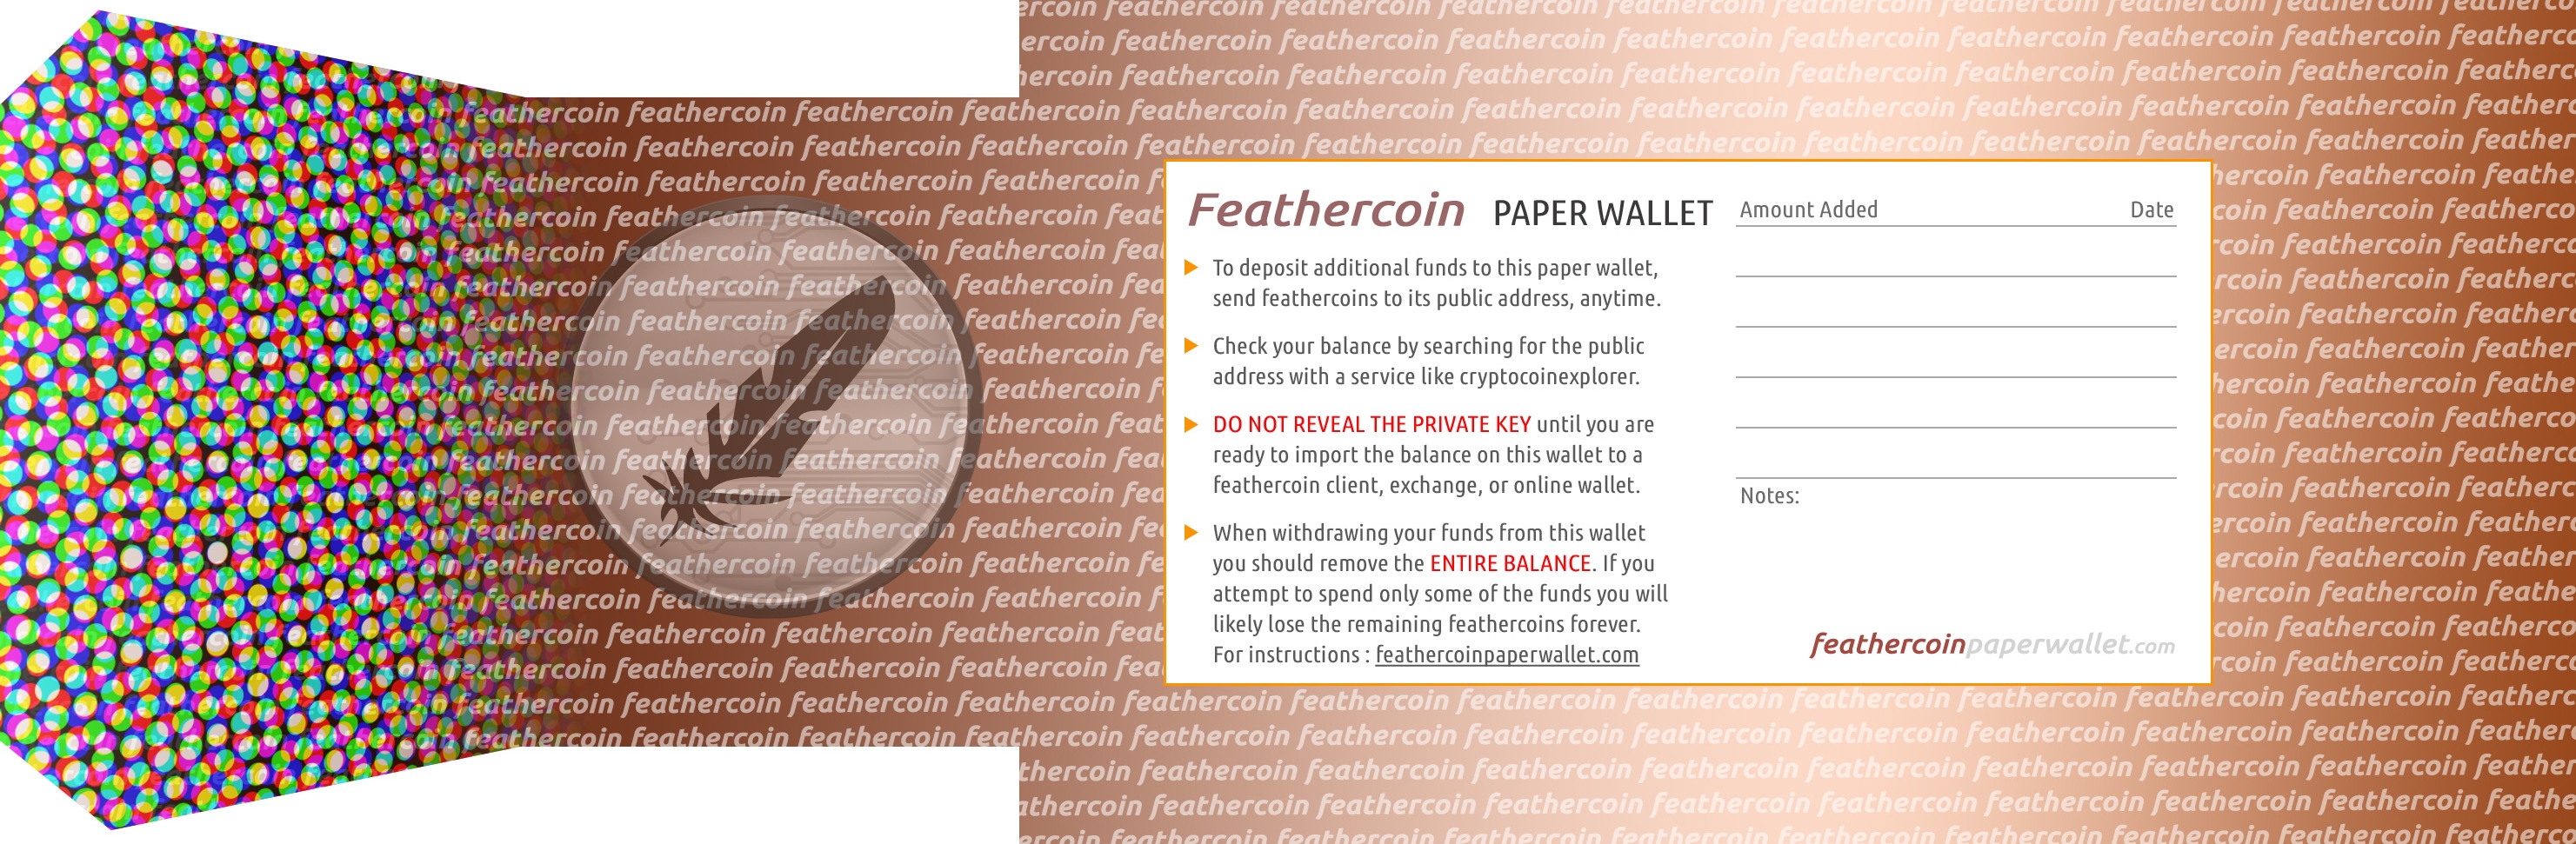 Feathercoin PAPER WALLET
To deposit additional funds to this paper wallet,
send feathercoins to its public address, anytime.
Check your balance by searching for the public
address with a service like cryptocoinexplorer.
DO NOT REVEAL THE PRIVATE KEY until you are
ready to import the balance on this wallet to a
feathercoin client, exchange, or online wallet.
When withdrawing your funds from this wallet
you should remove the ENTIRE BALANCE. If you
attempt to spend only some of the funds you will
likely lose the remaining feathercoins forever.
For instructions : feathercoinpaperwallet.com
Amount Added Date
Notes:
feathercoinpaperwallet.com